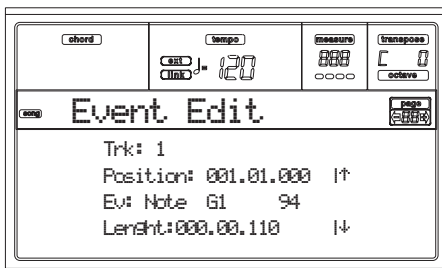 chord tempo measure transpose
ext
link ♩= 120 888 [ 0
octave
song Event Edit page
88
Trk: 1
Position: 001.01.000 |↑
Ev: Note G1 94
Lenght:000.00.110 |↓